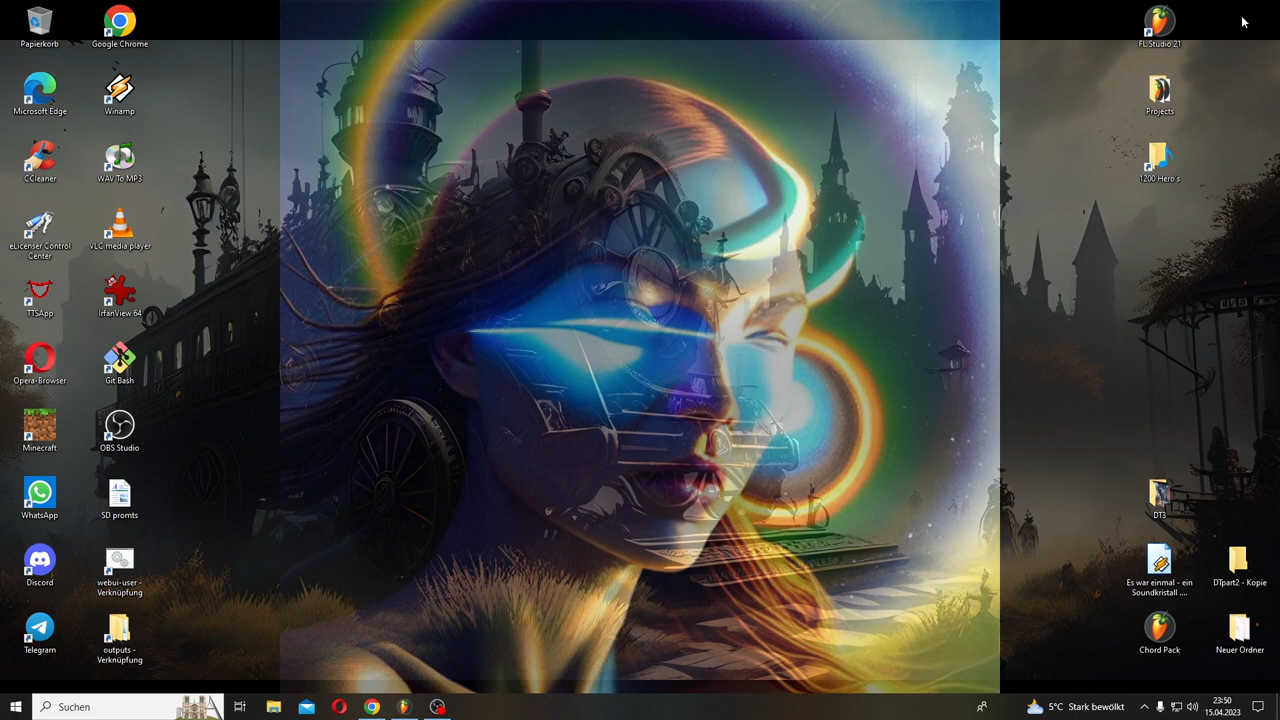 Papierkorb
Google Chrome
FL Studio 21
Microsoft Edge
Winamp
Projects
CCleaner
WAV To MP3
1200 Hero's
eLicenser Control
Center
VLC media player
TTSApp
IrfanView 64
Opera-Browser
Git Bash
Minecraft
OBS Studio
WhatsApp
SD promts
DT3
Discord
webui-user -
Verknüpfung
Es war einmal - ein
Soundkristall ....
DTpart2 - Kopie
Telegram
outputs -
Verknüpfung
Chord Pack
Neuer Ordner
Suchen
5°C Stark bewölkt
23:50
15.04.2023